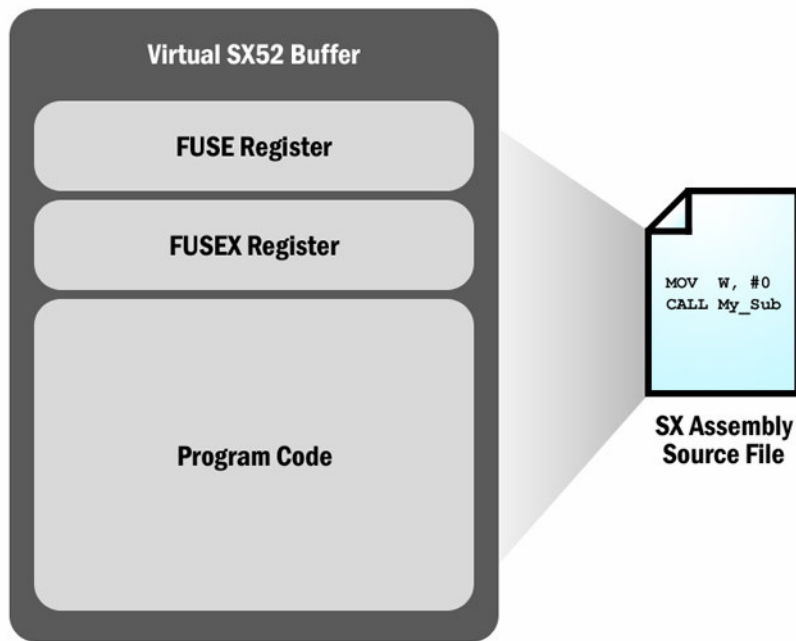 Virtual SX52 Buffer
FUSE Register
FUSEX Register
MOV W, #0
CALL My_Sub
Program Code
SX Assembly
Source File